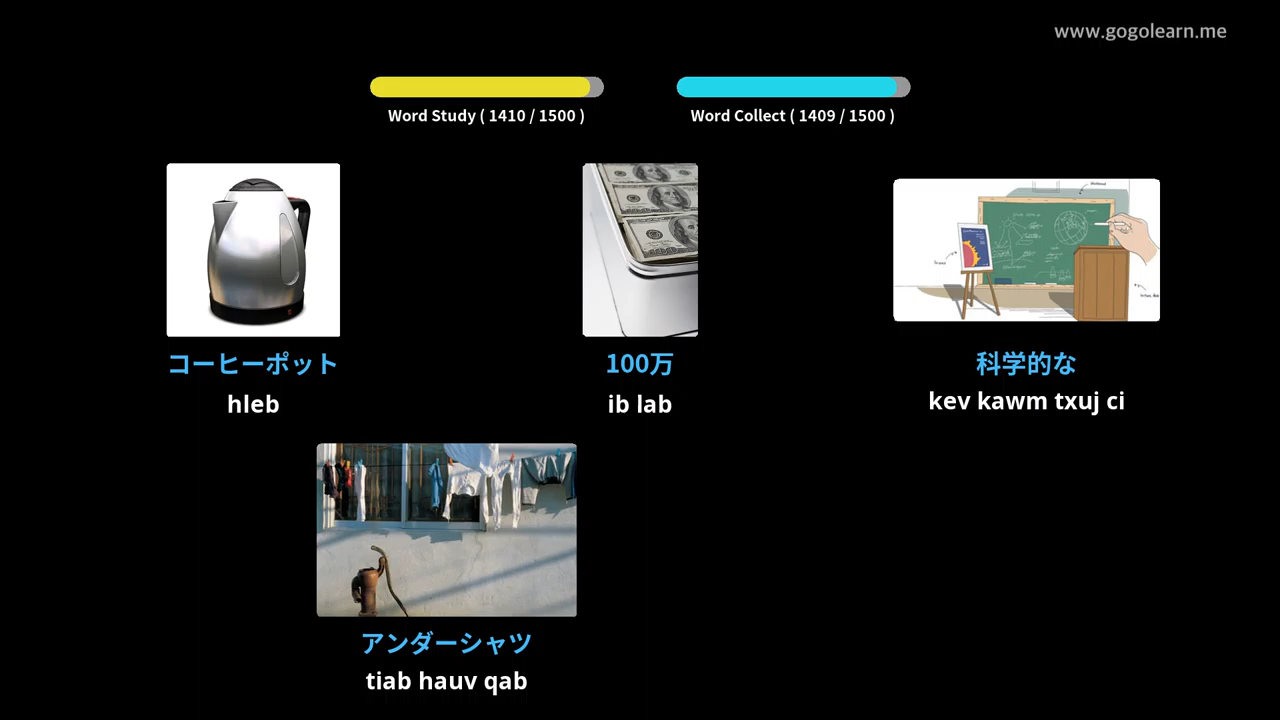 www.gogolearn.me
Word Study ( 1410 / 1500 )
Word Collect ( 1409 / 1500 )
コーヒーポット
hleb
100万
ib lab
科学的な
kev kawm txuj ci
アンダーシャツ
tiab hauv qab